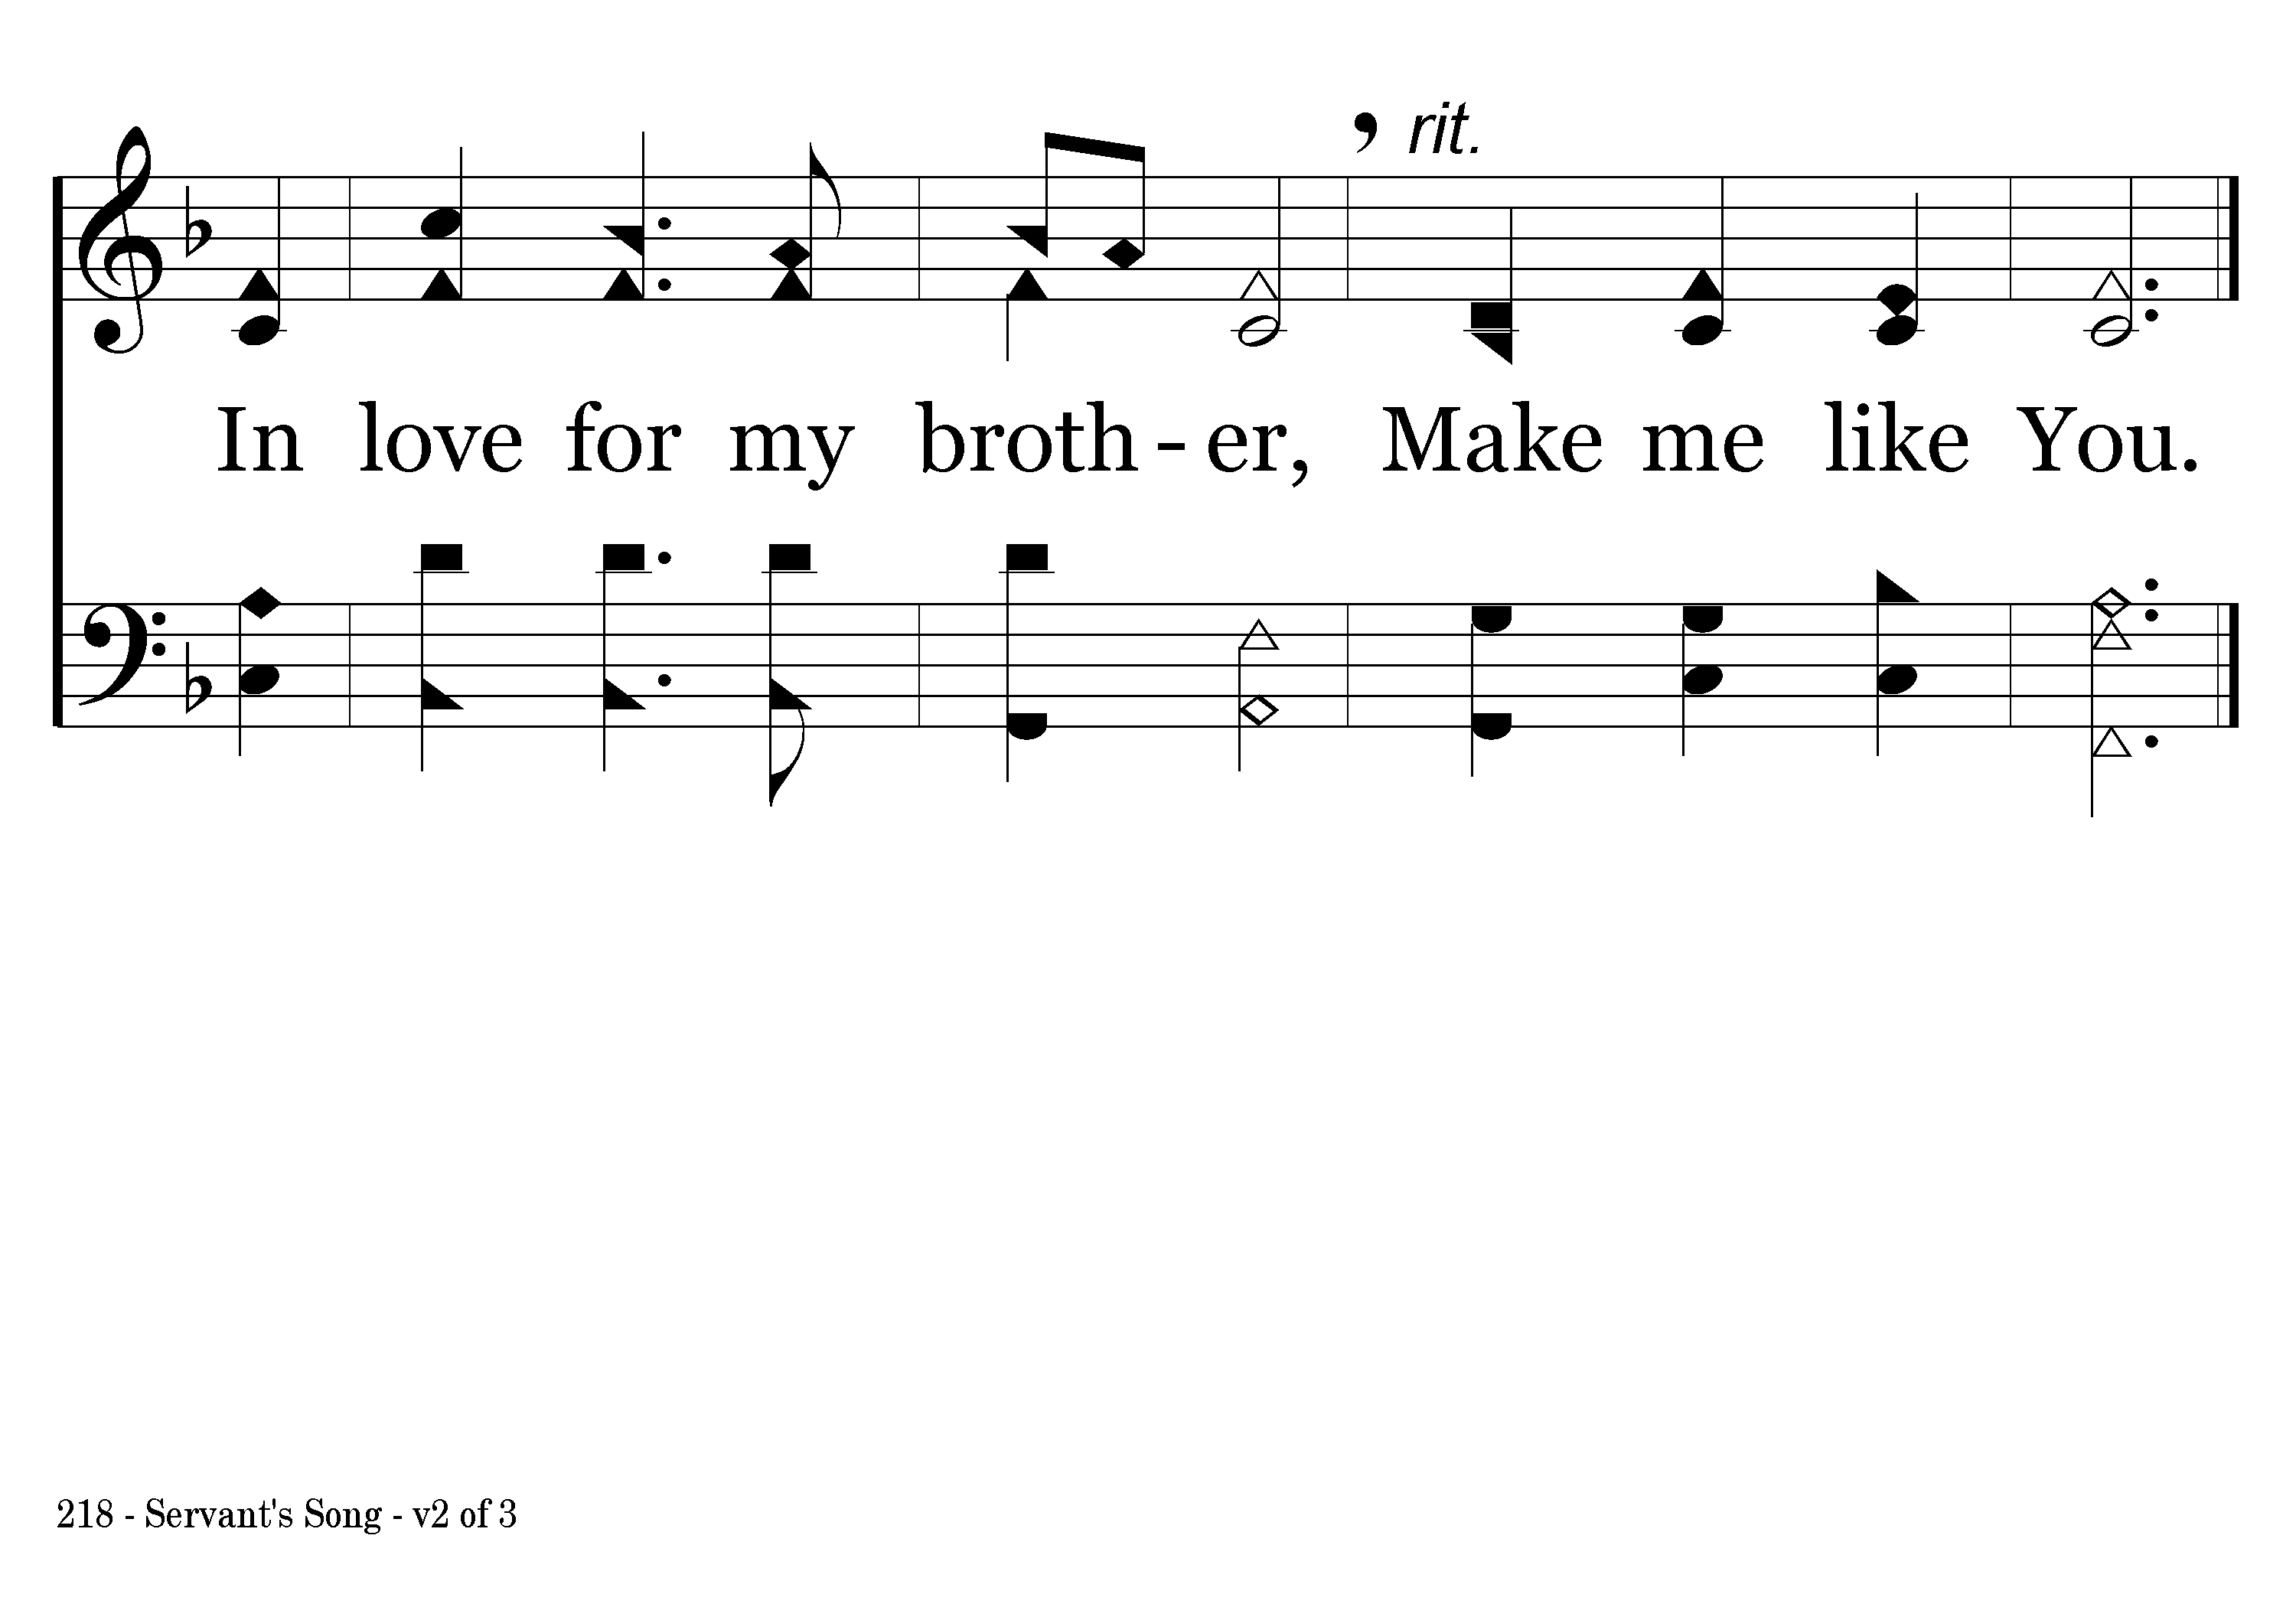 rit.
In love for my broth - er, Make me like You.
218 - Servant's Song - v2 of 3